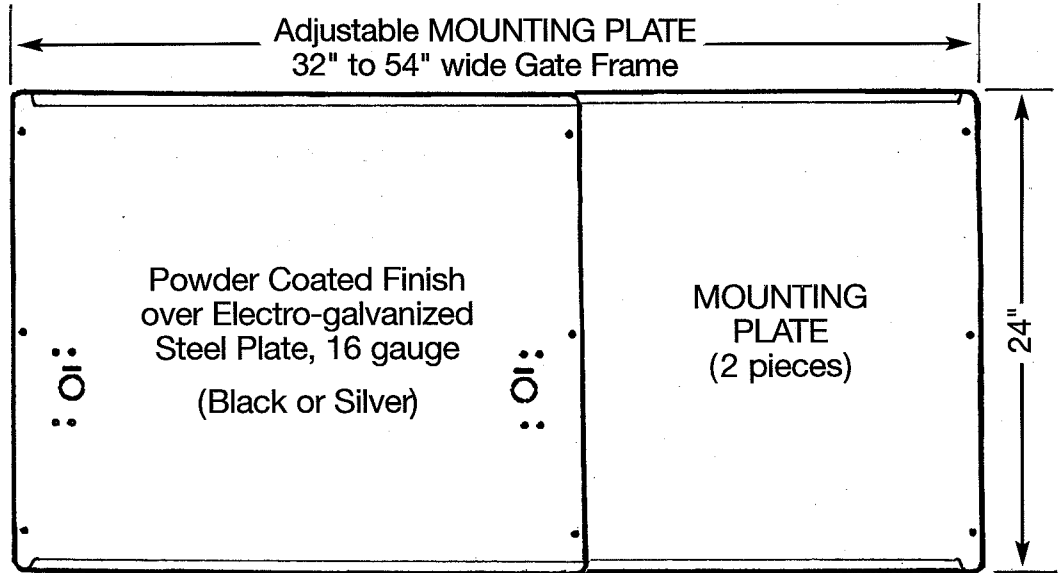 Adjustable MOUNTING PLATE
32" to 54" wide Gate Frame
Powder Coated Finish
over Electro-galvanized
Steel Plate, 16 gauge
(Black or Silver)
MOUNTING
PLATE
(2 pieces)
24"